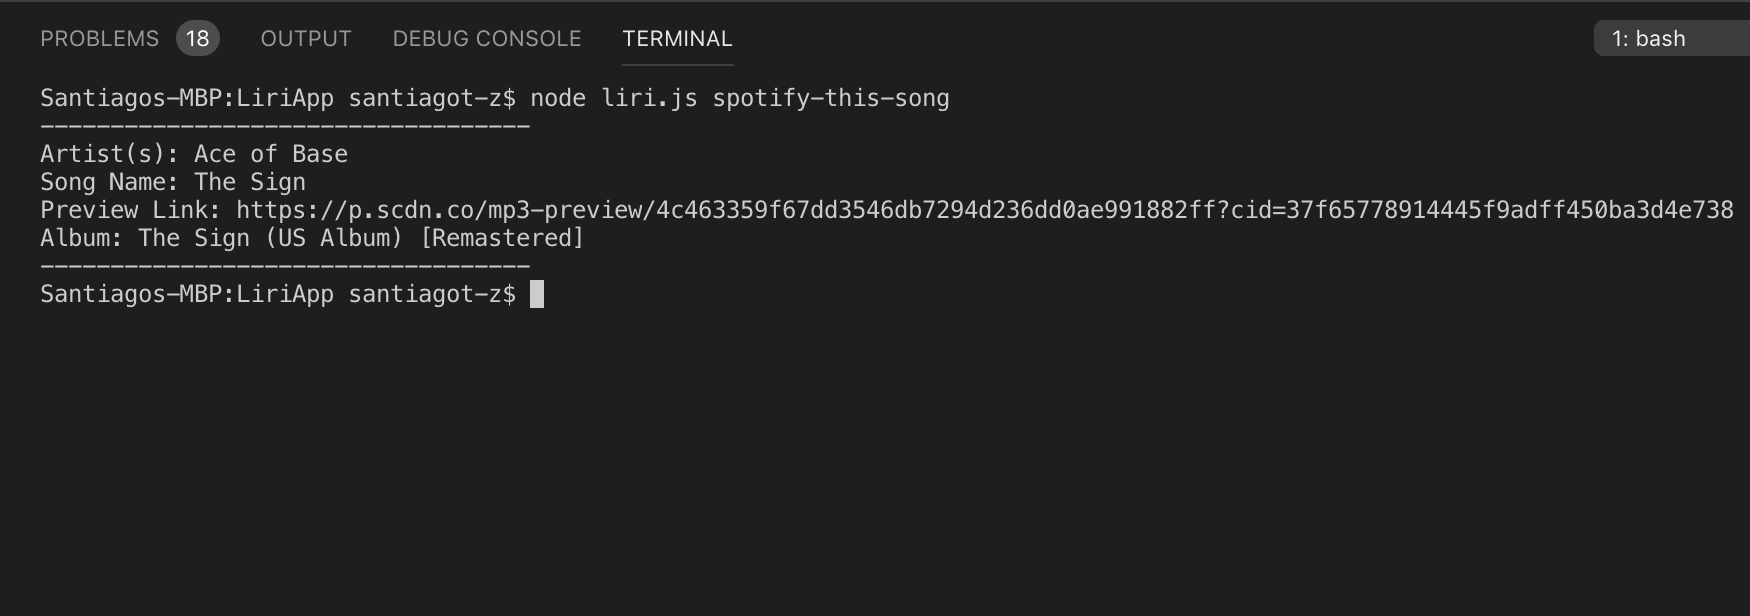 PROBLEMS 18 OUTPUT DEBUG CONSOLE TERMINAL 1: bash
Santiagos-MBP:LiriApp santiagot-z$ node liri.js spotify-this-song
-----------------------------------
Artist(s): Ace of Base
Song Name: The Sign
Preview Link: https://p.scdn.co/mp3-preview/4c463359f67dd3546db7294d236dd0ae991882ff?cid=37f65778914445f9adff450ba3d4e738
Album: The Sign (US Album) [Remastered]
-----------------------------------
Santiagos-MBP:LiriApp santiagot-z$